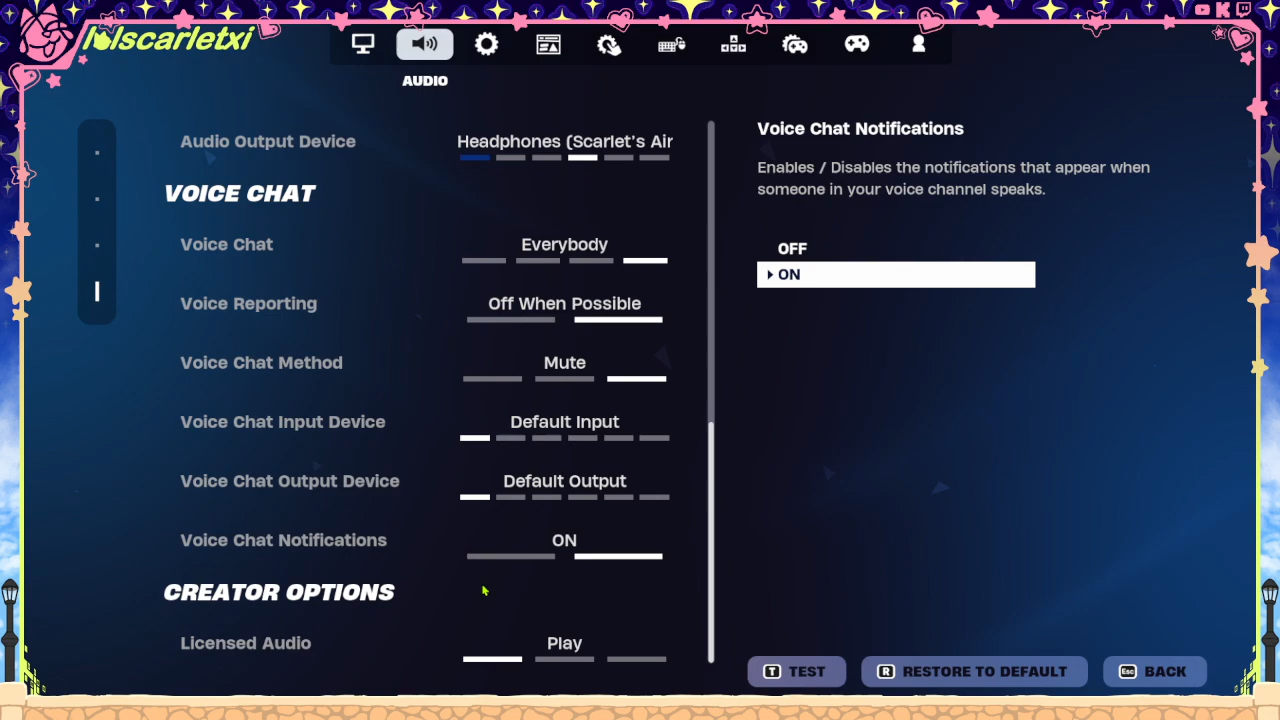 lolscarletxi
AUDIO
Audio Output Device
Headphones (Scarlet's Air
VOICE CHAT
Voice Chat
Everybody
Voice Reporting
Off When Possible
Voice Chat Method
Mute
Voice Chat Input Device
Default Input
Voice Chat Output Device
Default Output
Voice Chat Notifications
ON
CREATOR OPTIONS
Licensed Audio
Play
Voice Chat Notifications
Enables / Disables the notifications that appear when
someone in your voice channel speaks.
OFF
ON
T TEST
R RESTORE TO DEFAULT
Esc BACK